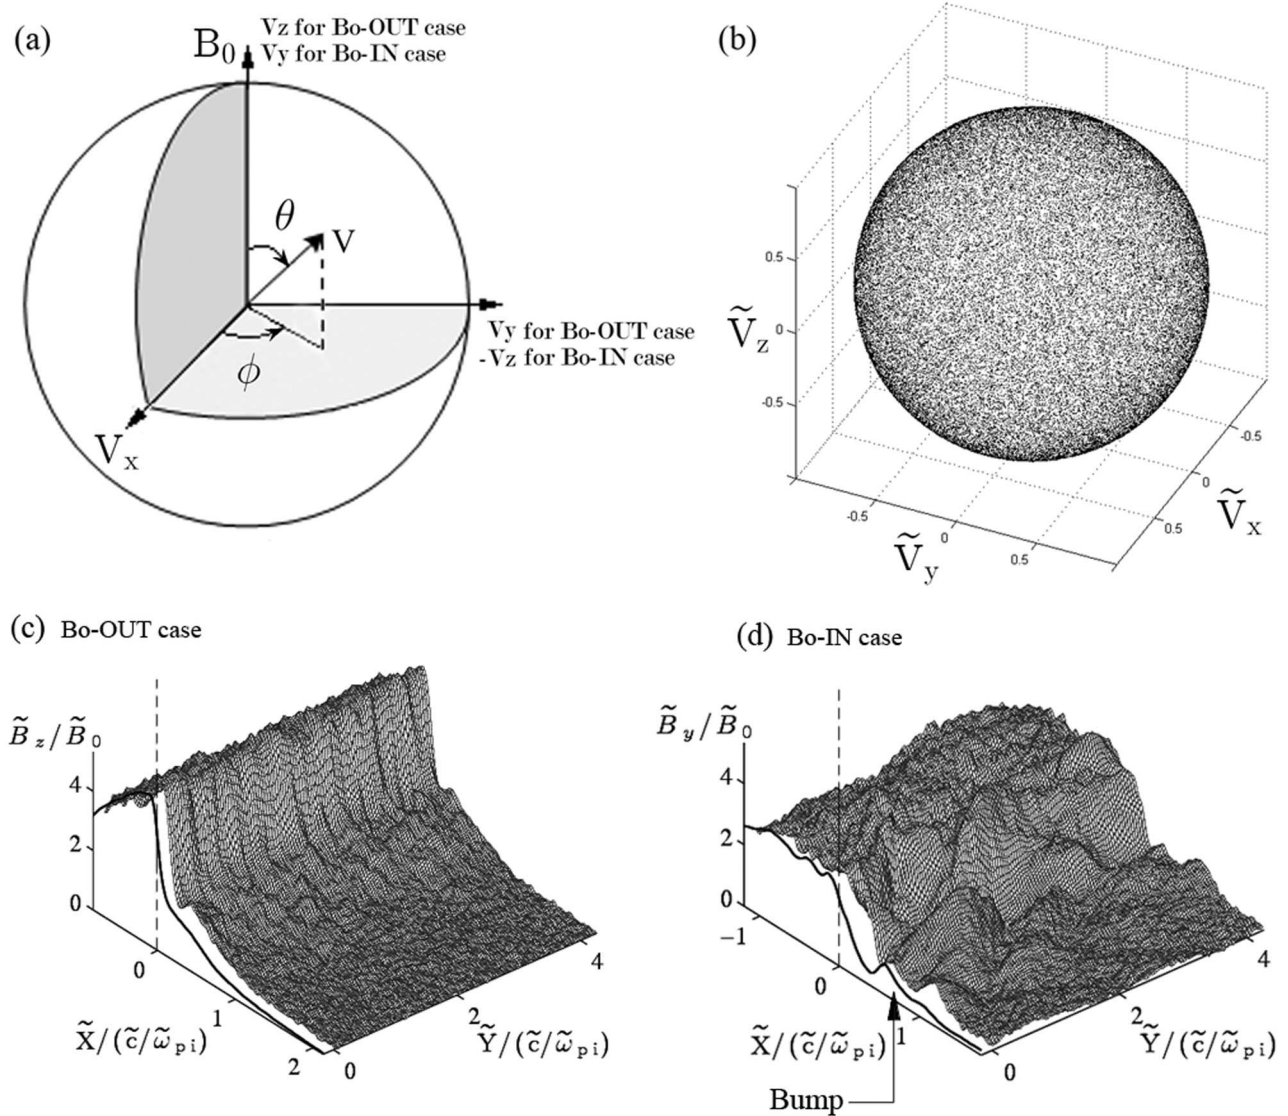 (a)
B0
Vz for Bo-OUT case
Vy for Bo-IN case
θ
V
Vy for Bo-OUT case
-Vz for Bo-IN case
ϕ
Vx
(b)
0.5
0
-0.5
Ṽz
-0.5
0
0.5
Ṽy
-0.5
0
0.5
Ṽx
(c) Bo-OUT case
B̃z/B̃0
4
2
0
0
1
2
X̃/(c̃/ω̃pi)
0
2
4
Ỹ/(c̃/ω̃pi)
(d) Bo-IN case
B̃y/B̃0
4
2
0
−1
0
1
X̃/(c̃/ω̃pi)
0
2
4
Ỹ/(c̃/ω̃pi)
Bump